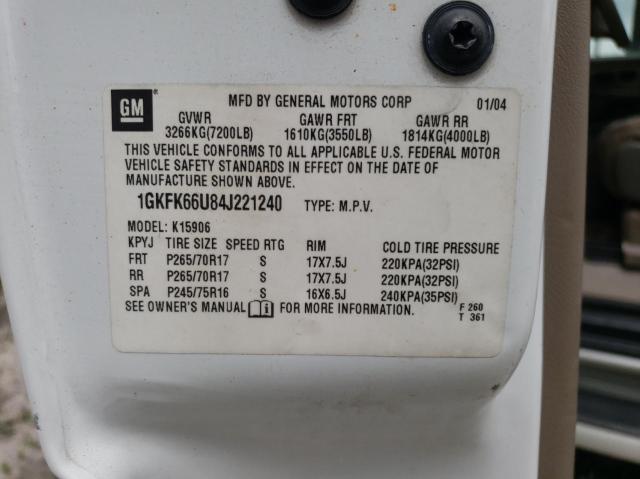 GM
MFD BY GENERAL MOTORS CORP 01/04
GVWR GAWR FRT GAWR RR
3266KG(7200LB) 1610KG(3550LB) 1814KG(4000LB)
THIS VEHICLE CONFORMS TO ALL APPLICABLE U.S. FEDERAL MOTOR
VEHICLE SAFETY STANDARDS IN EFFECT ON THE DATE OF
MANUFACTURE SHOWN ABOVE.
1GKFK66U84J221240 TYPE: M.P.V.
MODEL: K15906
KPYJ TIRE SIZE SPEED RTG RIM COLD TIRE PRESSURE
FRT P265/70R17 S 17X7.5J 220KPA(32PSI)
RR P265/70R17 S 17X7.5J 220KPA(32PSI)
SPA P245/75R16 S 16X6.5J 240KPA(35PSI)
SEE OWNER'S MANUAL FOR MORE INFORMATION.
F 260
T 361